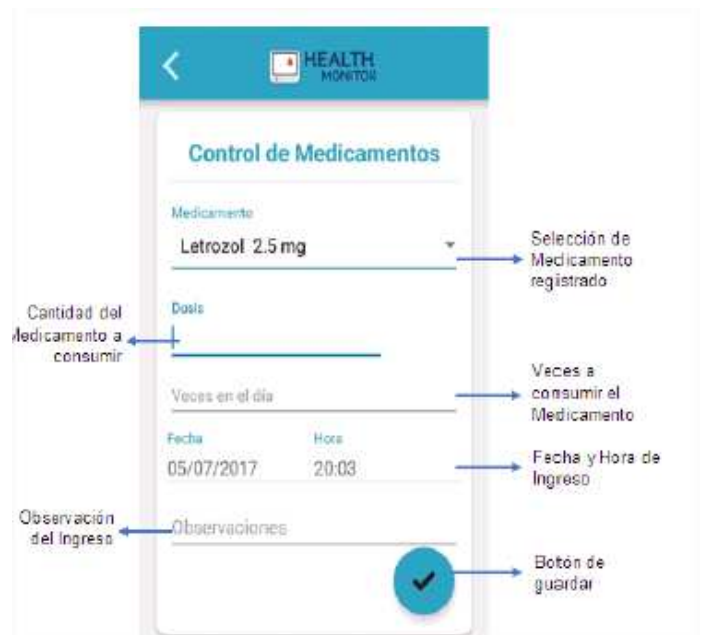 HEALTH
MONITOR
Control de Medicamentos
Medicamento
Letrozol 2.5 mg
Selección de
Medicamento
registrado
Cantidad del
Medicamento a
consumir
Dosis
Veces en el día
Veces a
consumir el
Medicamento
Fecha
Hora
05/07/2017
20:03
Fecha y Hora de
Ingreso
Observación
del Ingreso
Observaciones
Botón de
guardar